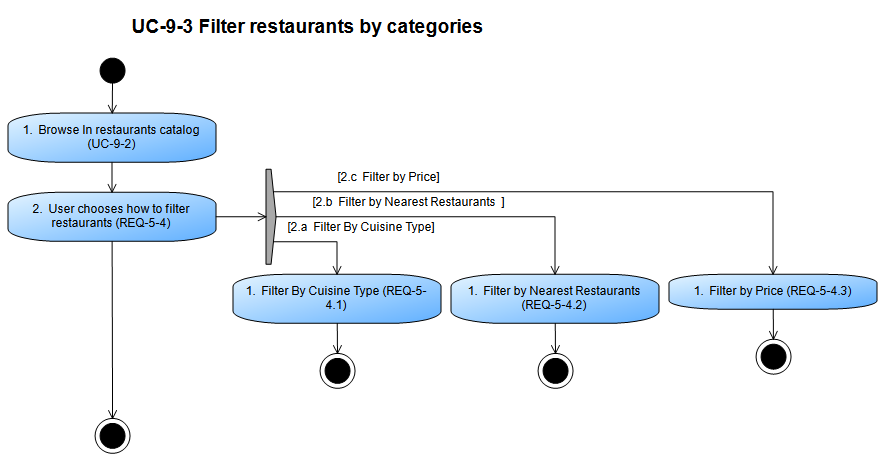 UC-9-3 Filter restaurants by categories
1. Browse In restaurants catalog
(UC-9-2)
2. User chooses how to filter
restaurants (REQ-5-4)
[2.c Filter by Price]
[2.b Filter by Nearest Restaurants ]
[2.a Filter By Cuisine Type]
1. Filter By Cuisine Type (REQ-5-
4.1)
1. Filter by Nearest Restaurants
(REQ-5-4.2)
1. Filter by Price (REQ-5-4.3)